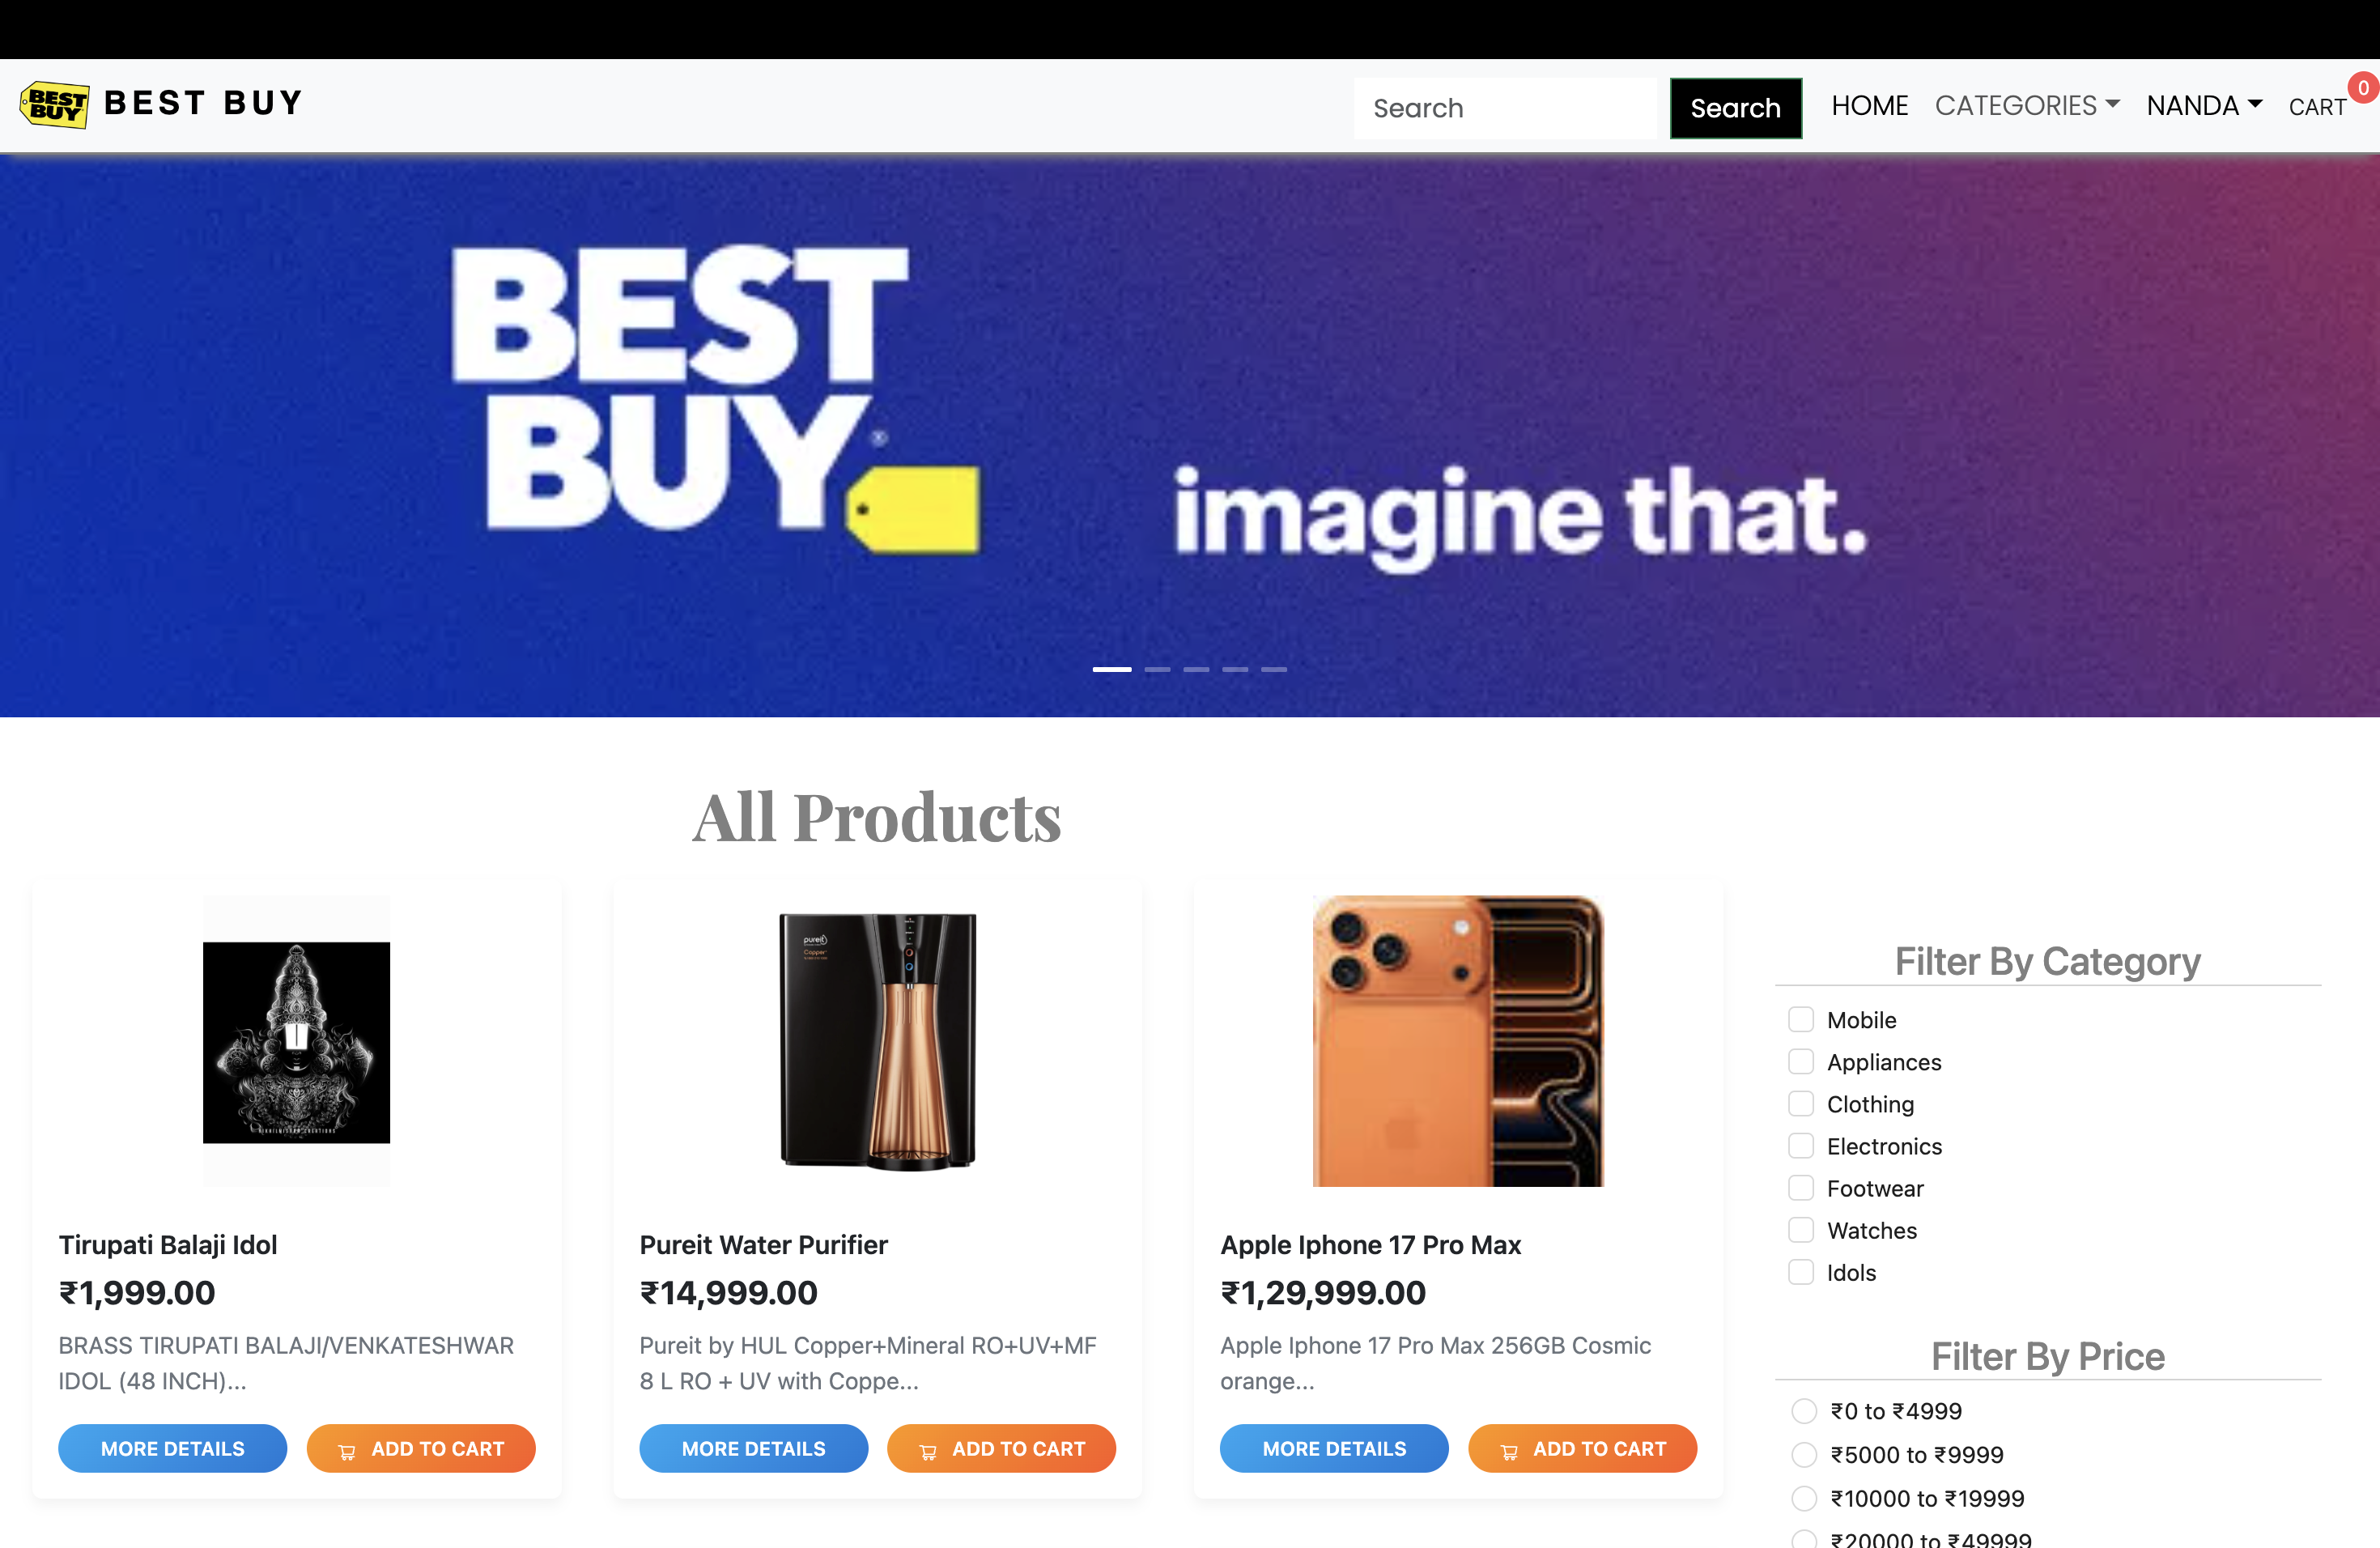 BEST
BUY
BEST BUY
Search
Search
HOME
CATEGORIES
NANDA
CART
0
BEST
BUY®
imagine that.
All Products
pureit
Copper
Tirupati Balaji Idol
₹1,999.00
BRASS TIRUPATI BALAJI/VENKATESHWAR
IDOL (48 INCH)...
MORE DETAILS
ADD TO CART
Pureit Water Purifier
₹14,999.00
Pureit by HUL Copper+Mineral RO+UV+MF
8 L RO + UV with Coppe...
MORE DETAILS
ADD TO CART
Apple Iphone 17 Pro Max
₹1,29,999.00
Apple Iphone 17 Pro Max 256GB Cosmic
orange...
MORE DETAILS
ADD TO CART
Filter By Category
Mobile
Appliances
Clothing
Electronics
Footwear
Watches
Idols
Filter By Price
₹0 to ₹4999
₹5000 to ₹9999
₹10000 to ₹19999
₹20000 to ₹49999